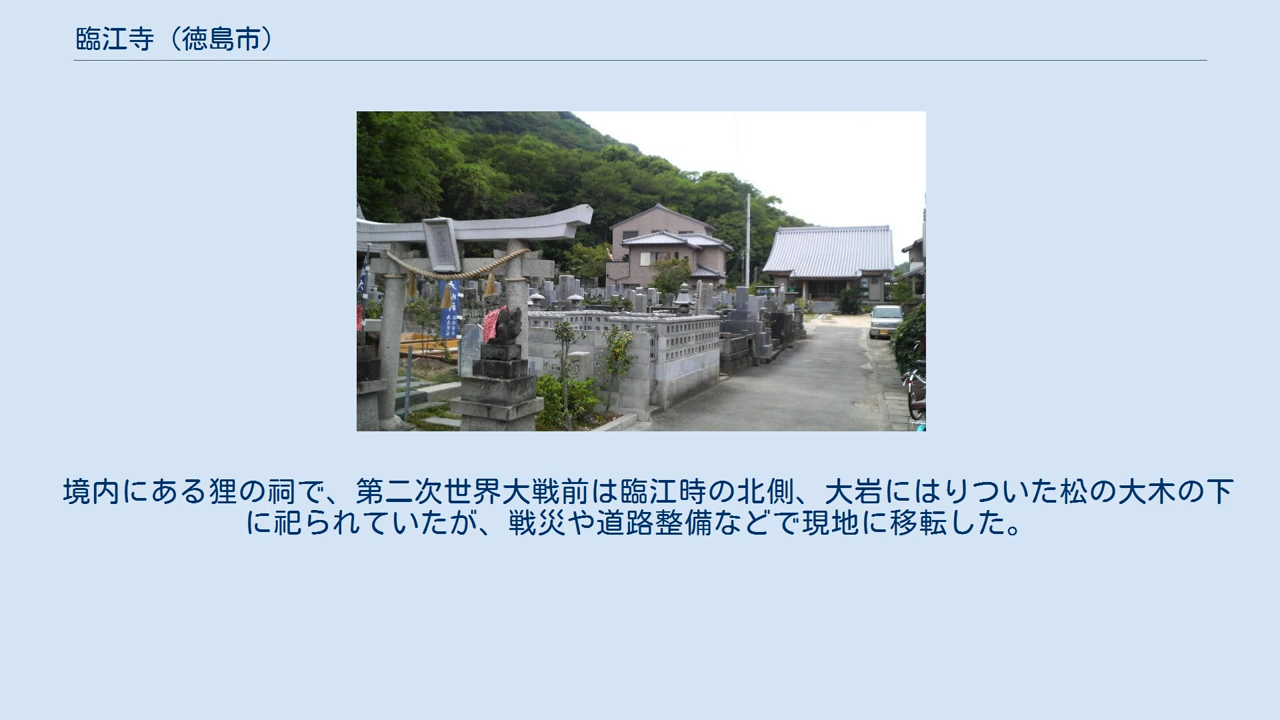 臨江寺（徳島市）
境内にある狸の祠で、第二次世界大戦前は臨江時の北側、大岩にはりついた松の大木の下
に祀られていたが、戦災や道路整備などで現地に移転した。